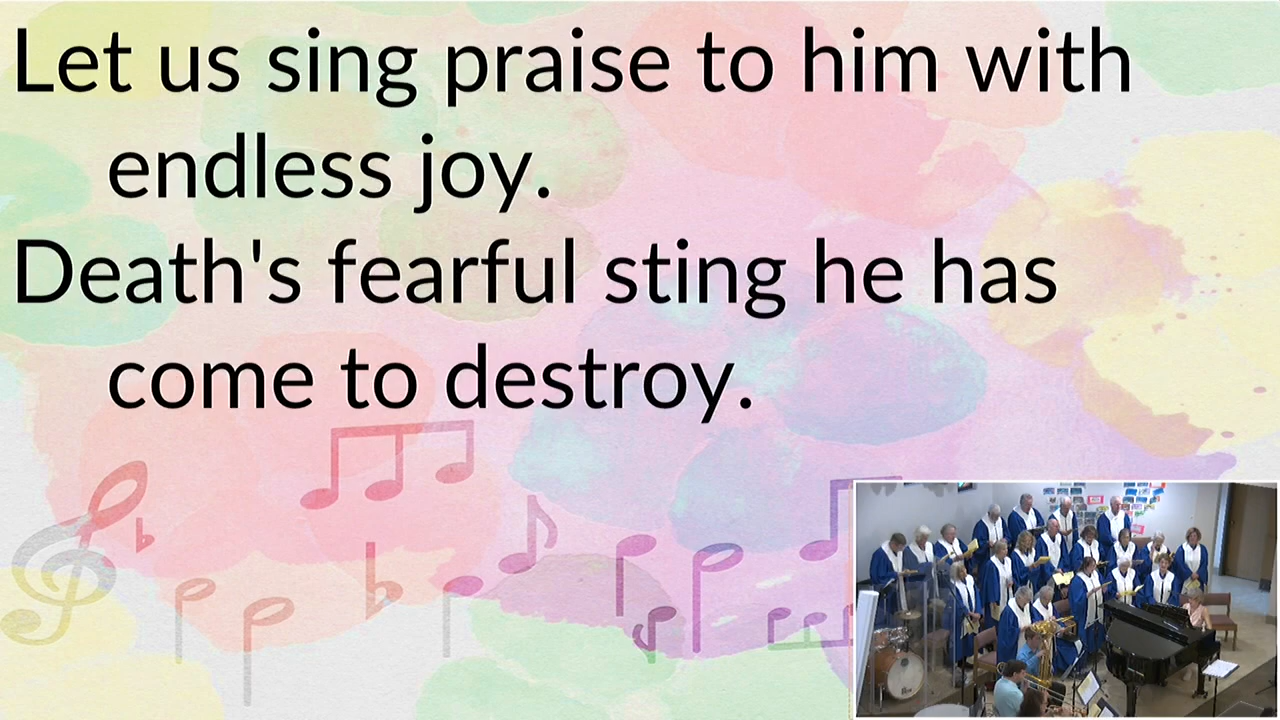 Let us sing praise to him with
endless joy.
Death's fearful sting he has
come to destroy.